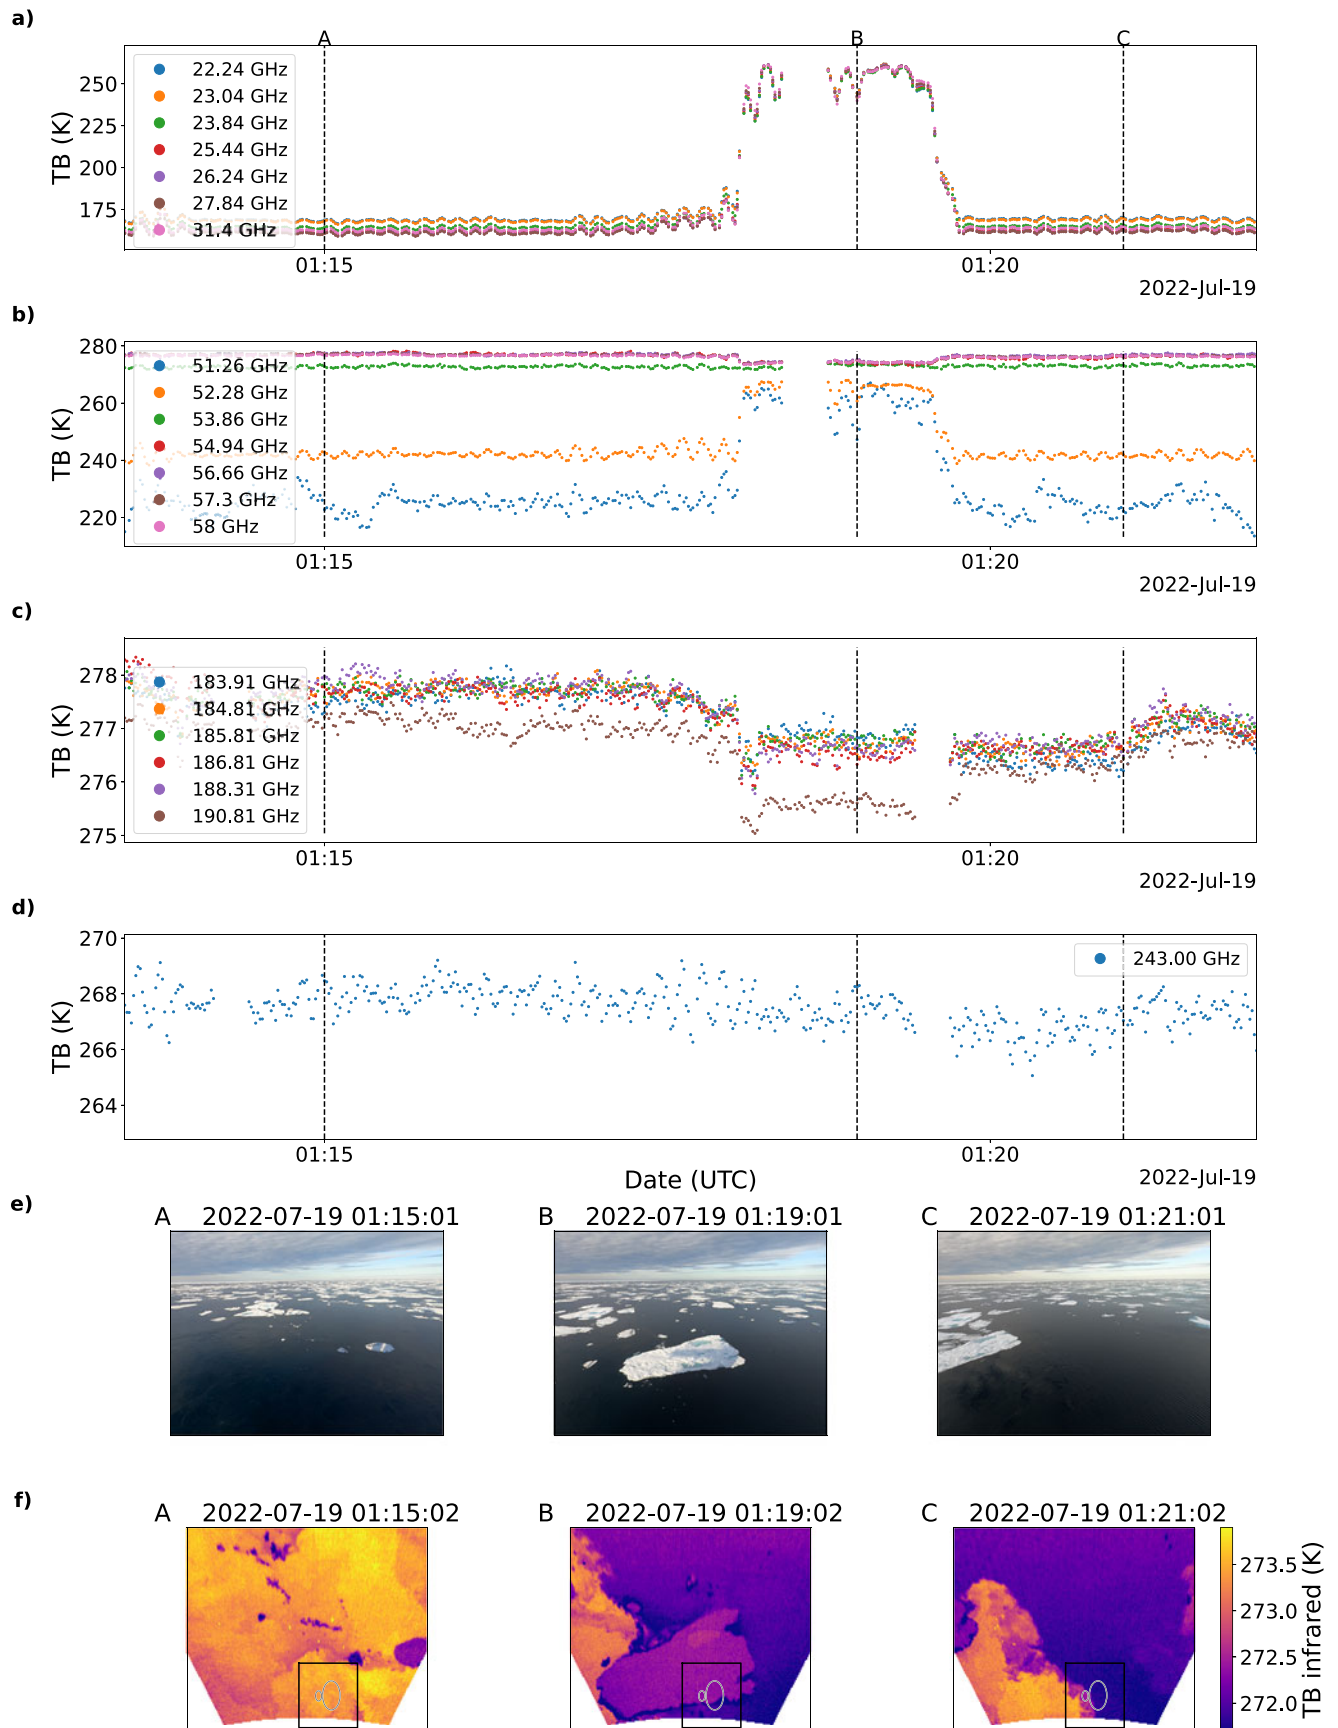 a)
A B C
TB (K)
250
225
200
175
22.24 GHz
23.04 GHz
23.84 GHz
25.44 GHz
26.24 GHz
27.84 GHz
31.4 GHz
01:15 01:20
2022-Jul-19
b)
TB (K)
280
260
240
220
51.26 GHz
52.28 GHz
53.86 GHz
54.94 GHz
56.66 GHz
57.3 GHz
58 GHz
01:15 01:20
2022-Jul-19
c)
TB (K)
278
277
276
275
183.91 GHz
184.81 GHz
185.81 GHz
186.81 GHz
188.31 GHz
190.81 GHz
01:15 01:20
2022-Jul-19
d)
TB (K)
270
268
266
264
243.00 GHz
01:15 01:20
Date (UTC)
2022-Jul-19
e)
A 2022-07-19 01:15:01
B 2022-07-19 01:19:01
C 2022-07-19 01:21:01
f)
A 2022-07-19 01:15:02
B 2022-07-19 01:19:02
C 2022-07-19 01:21:02
273.5
273.0
272.5
272.0
TB infrared (K)